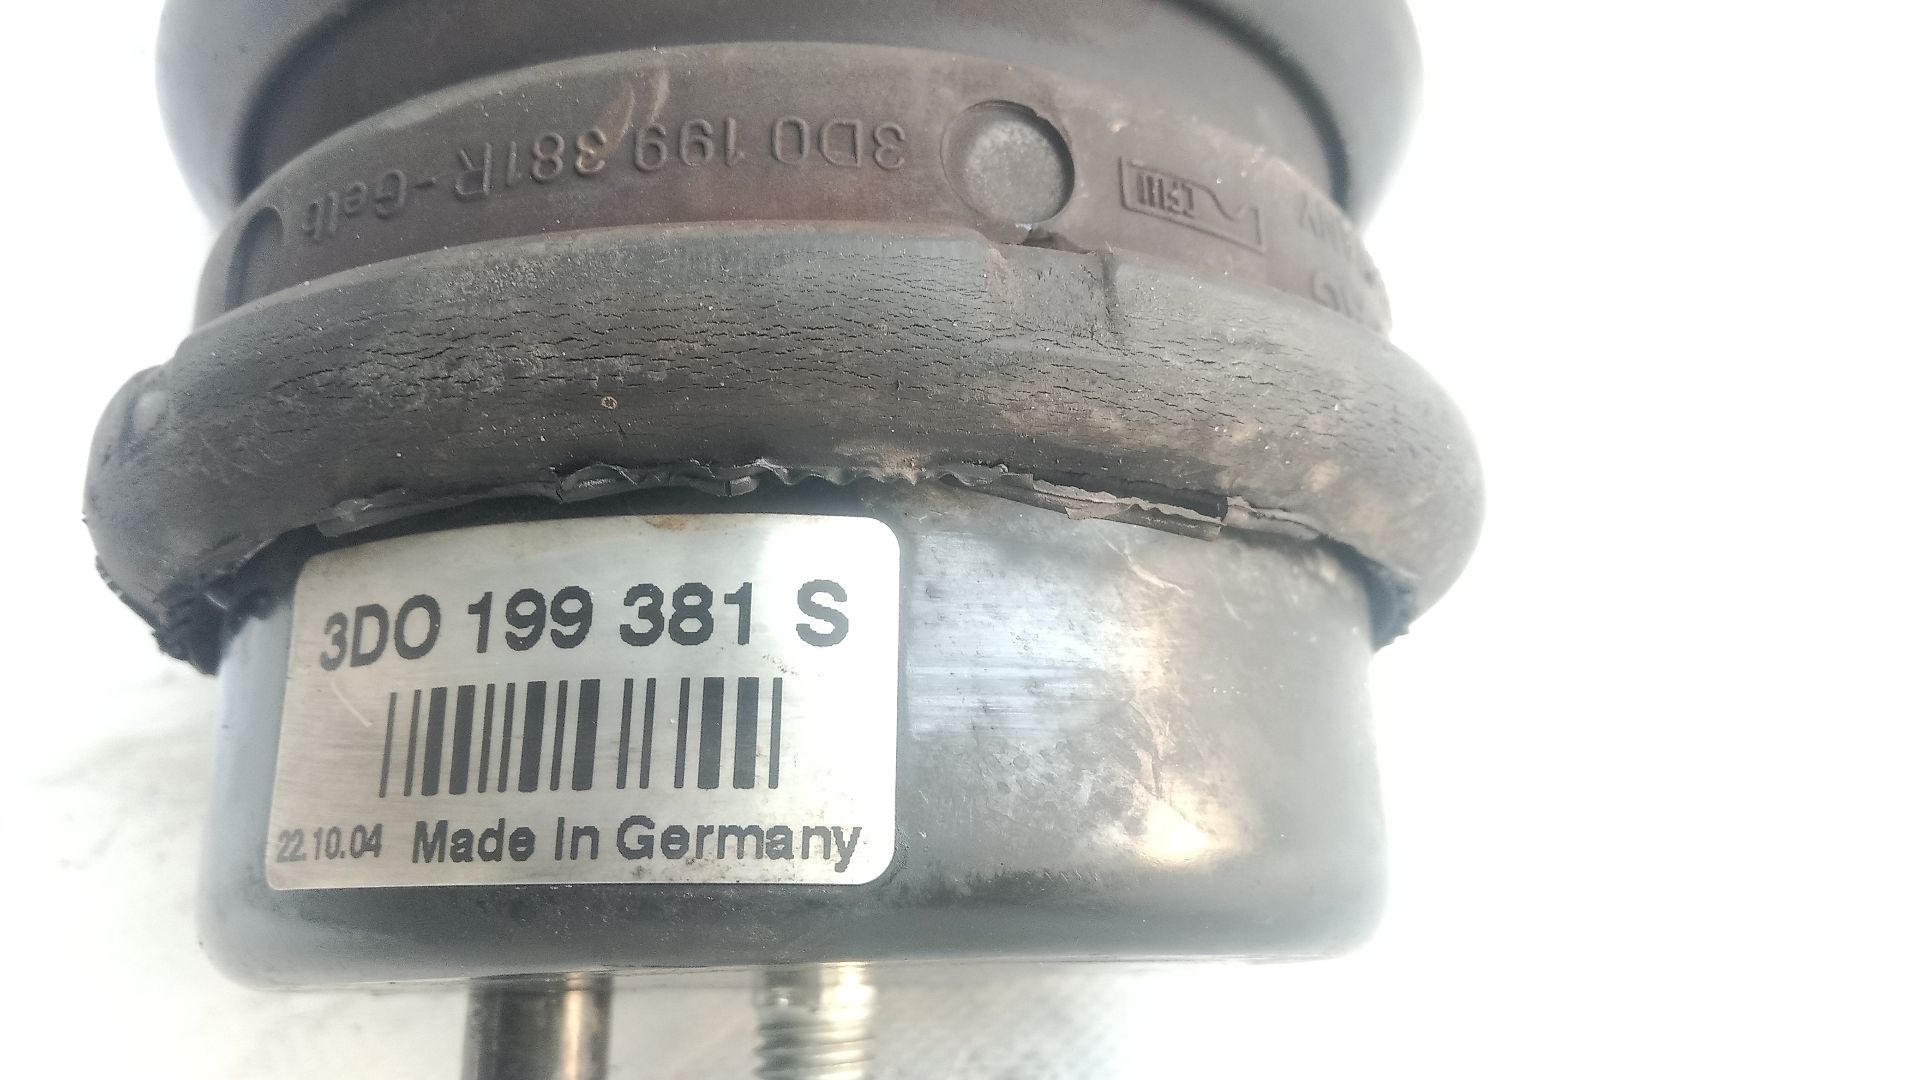 3D0 199 381R-Gelb
3DO 199 381 S
22.10.04 Made in Germany